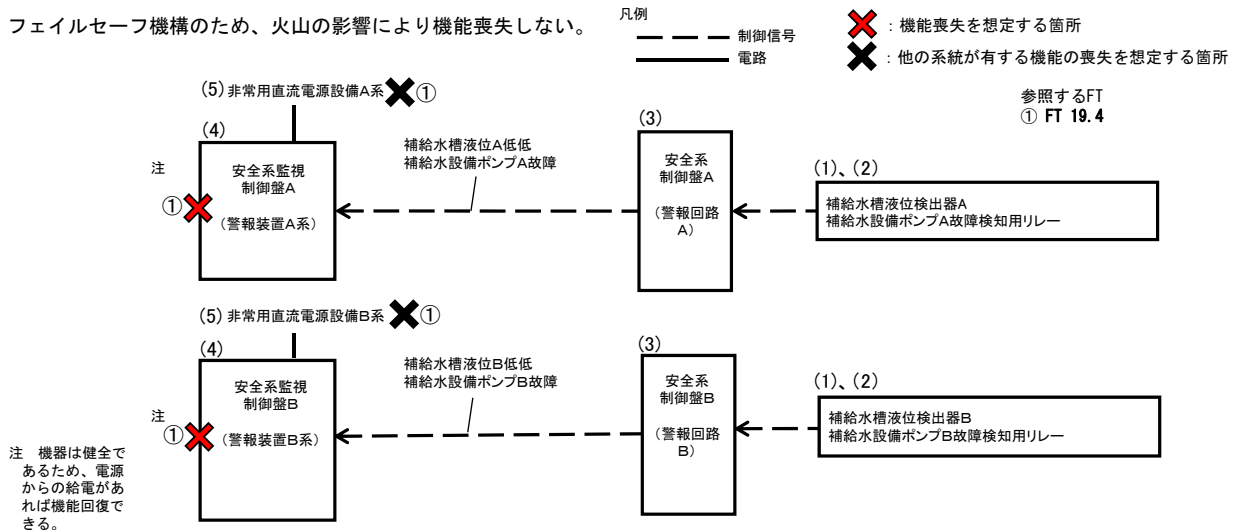 フェイルセーフ機構のため、火山の影響により機能喪失しない。
凡例
制御信号
電路
：機能喪失を想定する箇所
：他の系統が有する機能の喪失を想定する箇所
参照するFT
① FT 19.4
(5) 非常用直流電源設備A系 ①
(4)
注
①
安全系監視
制御盤A
(警報装置A系)
補給水槽液位A低低
補給水設備ポンプA故障
(3)
安全系
制御盤A
(警報回路
A)
(1)、(2)
補給水槽液位検出器A
補給水設備ポンプA故障検知用リレー
(5) 非常用直流電源設備B系 ①
(4)
注
①
安全系監視
制御盤B
(警報装置B系)
補給水槽液位B低低
補給水設備ポンプB故障
(3)
安全系
制御盤B
(警報回路
B)
(1)、(2)
補給水槽液位検出器B
補給水設備ポンプB故障検知用リレー
注　機器は健全で
あるため、電源
からの給電があ
れば機能回復で
きる。